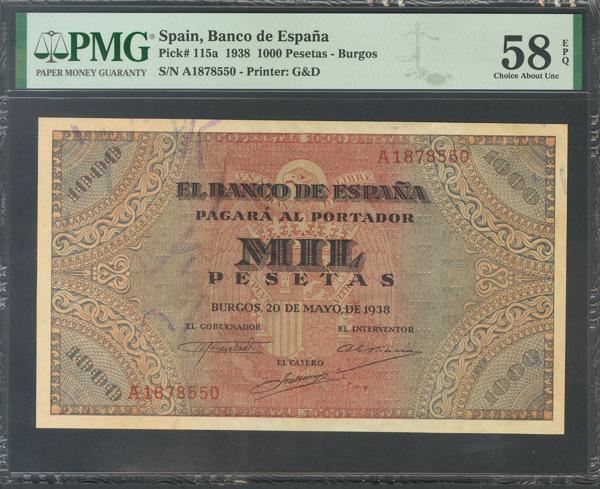 PMG
PAPER MONEY GUARANTY
Spain, Banco de España
Pick# 115a 1938 1000 Pesetas - Burgos
S/N A1878550 - Printer: G&D
58 EPQ
Choice About Unc
1000 PESETAS
A1878550
1000
1000
EL BANCO DE ESPAÑA
PAGARÁ AL PORTADOR
MIL
PESETAS
BURGOS, 20 DE MAYO, DE 1938
EL GOBERNADOR
EL INTERVENTOR
EL CAJERO
A1878550
1000
1000